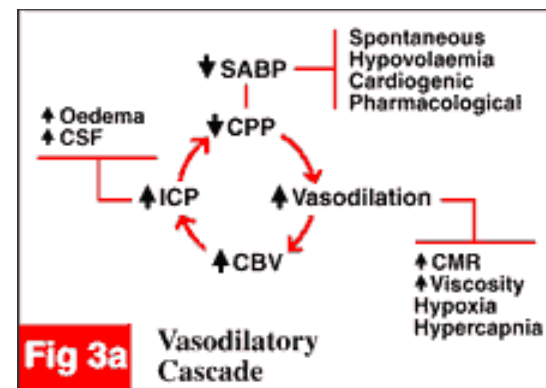 Spontaneous
Hypovolaemia
Cardiogenic
Pharmacological
↓ SABP
↑ Oedema
↑ CSF
↓ CPP
↑ ICP
↑ Vasodilation
↑ CBV
↑ CMR
↑ Viscosity
Hypoxia
Hypercapnia
Fig 3a
Vasodilatory
Cascade